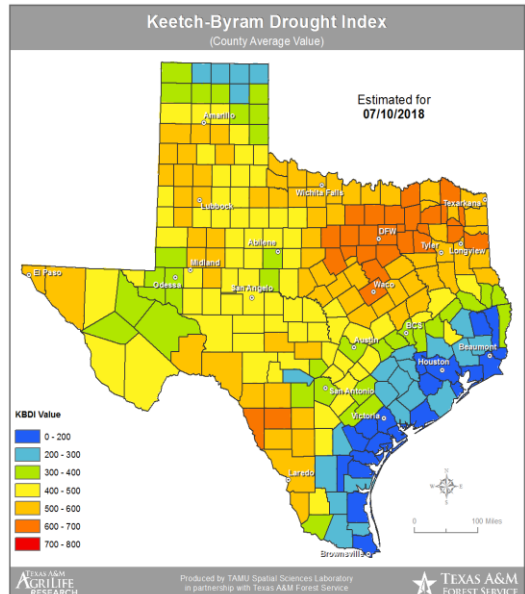 Keetch-Byram Drought Index
(County Average Value)
Estimated for
07/10/2018
Amarillo
Wichita Falls
Texarkana
Lubbock
DFW
Abilene
Tyler
Longview
El Paso
Midland
Odessa
San Angelo
Waco
Austin
BCS
Beaumont
Houston
San Antonio
Victoria
Laredo
Brownsville
KBDI Value
0 - 200
200 - 300
300 - 400
400 - 500
500 - 600
600 - 700
700 - 800
N
W E
S
0 100 Miles
TEXAS A&M
AGRILIFE
RESEARCH
Produced by TAMU Spatial Sciences Laboratory
in partnership with Texas A&M Forest Service
TEXAS A&M
FOREST SERVICE